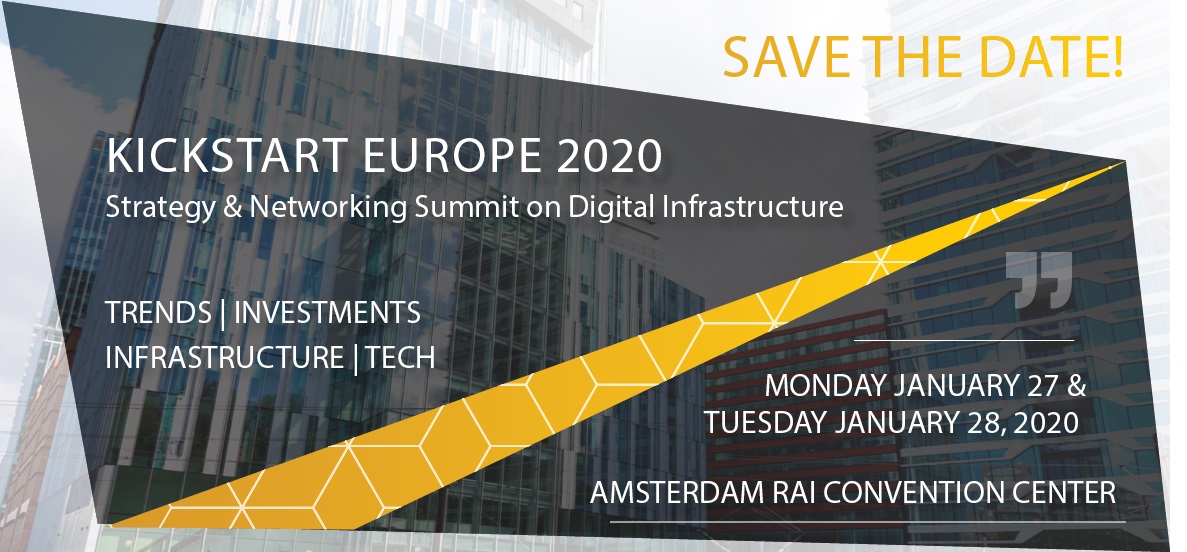 SAVE THE DATE!
KICKSTART EUROPE 2020
Strategy & Networking Summit on Digital Infrastructure
TRENDS | INVESTMENTS
INFRASTRUCTURE | TECH
”
MONDAY JANUARY 27 &
TUESDAY JANUARY 28, 2020
AMSTERDAM RAI CONVENTION CENTER